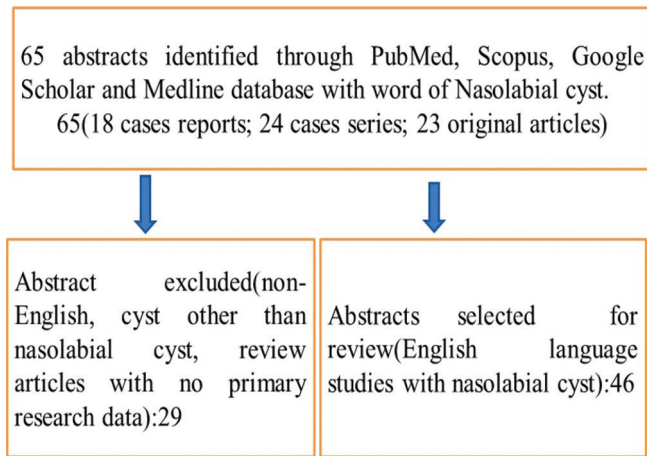 65 abstracts identified through PubMed, Scopus, Google
Scholar and Medline database with word of Nasolabial cyst.
65(18 cases reports; 24 cases series; 23 original articles)
Abstract excluded(non-
English, cyst other than
nasolabial cyst, review
articles with no primary
research data):29
Abstracts selected for
review(English language
studies with nasolabial cyst):46